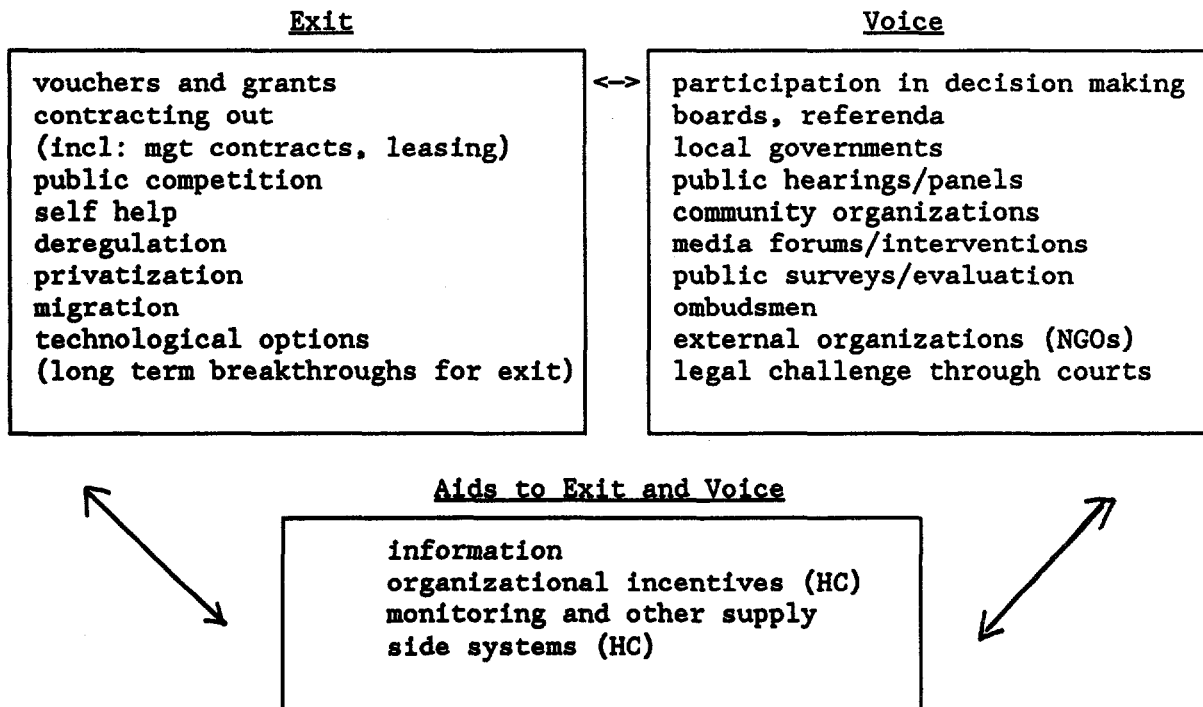 Exit
vouchers and grants
contracting out
(incl: mgt contracts, leasing)
public competition
self help
deregulation
privatization
migration
technological options
(long term breakthroughs for exit)
<->
Voice
participation in decision making
boards, referenda
local governments
public hearings/panels
community organizations
media forums/interventions
public surveys/evaluation
ombudsmen
external organizations (NGOs)
legal challenge through courts
Aids to Exit and Voice
information
organizational incentives (HC)
monitoring and other supply
side systems (HC)